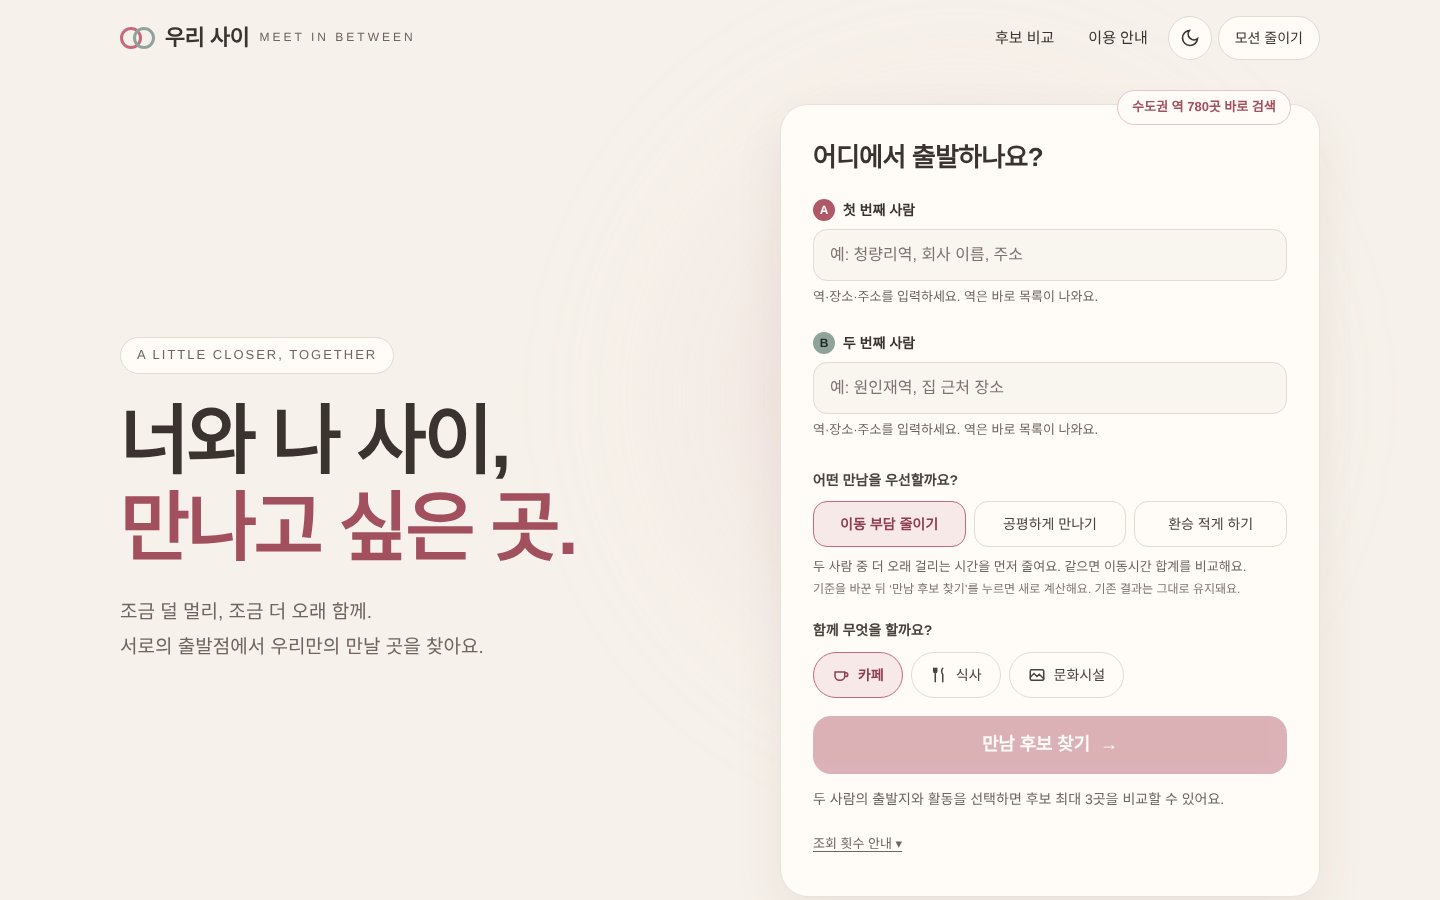 우리 사이 MEET IN BETWEEN
후보 비교
이용 안내
모션 줄이기
A LITTLE CLOSER, TOGETHER
너와 나 사이,
만나고 싶은 곳.
조금 덜 멀리, 조금 더 오래 함께.
서로의 출발점에서 우리만의 만날 곳을 찾아요.
수도권 역 780곳 바로 검색
어디에서 출발하나요?
A 첫 번째 사람
예: 청량리역, 회사 이름, 주소
역·장소·주소를 입력하세요. 역은 바로 목록이 나와요.
B 두 번째 사람
예: 원인재역, 집 근처 장소
역·장소·주소를 입력하세요. 역은 바로 목록이 나와요.
어떤 만남을 우선할까요?
이동 부담 줄이기
공평하게 만나기
환승 적게 하기
두 사람 중 더 오래 걸리는 시간을 먼저 줄여요. 같으면 이동시간 합계를 비교해요.
기준을 바꾼 뒤 '만남 후보 찾기'를 누르면 새로 계산해요. 기존 결과는 그대로 유지돼요.
함께 무엇을 할까요?
카페
식사
문화시설
만남 후보 찾기 →
두 사람의 출발지와 활동을 선택하면 후보 최대 3곳을 비교할 수 있어요.
조회 횟수 안내 ▾